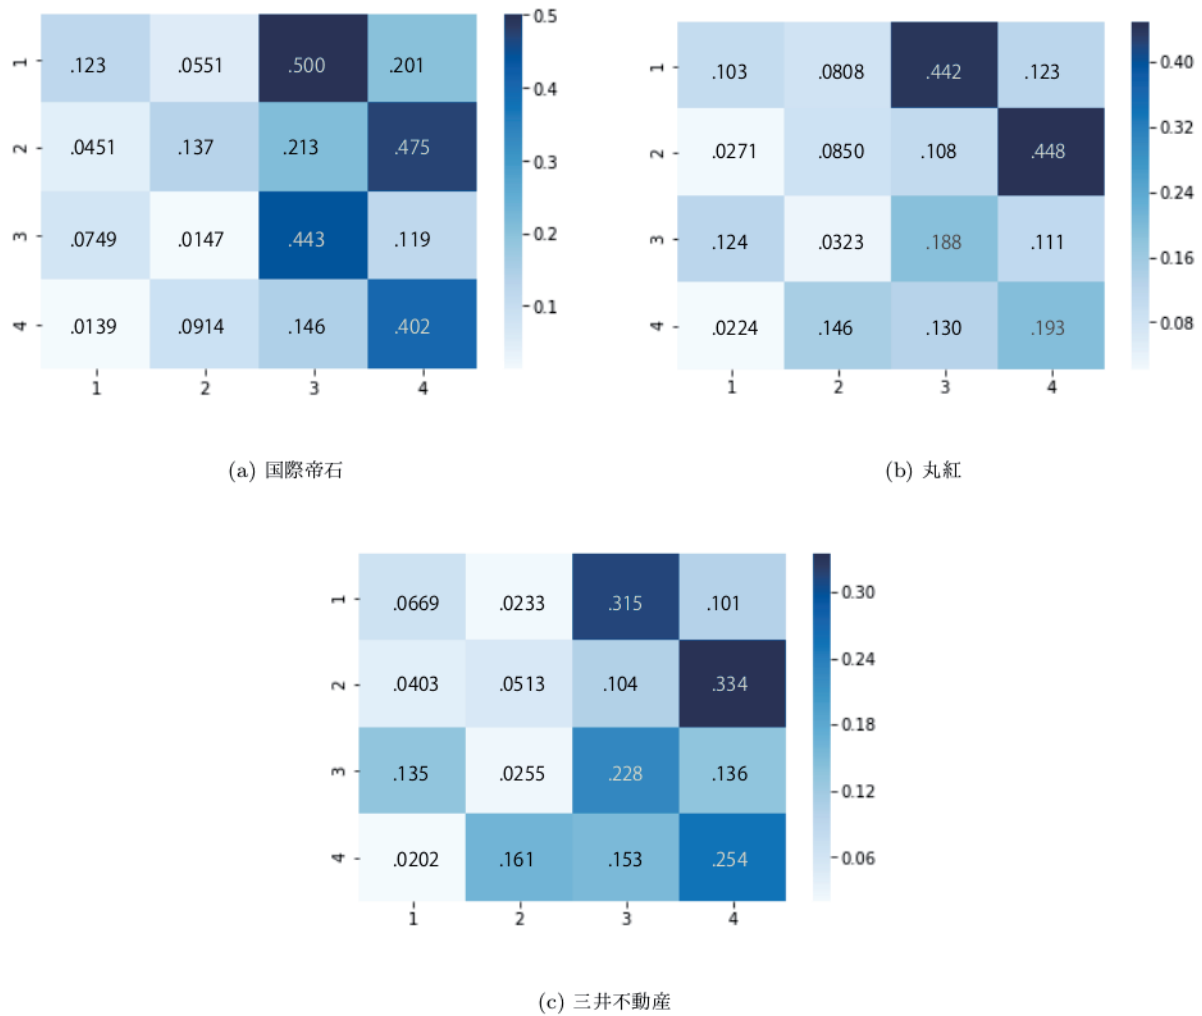 0.5
1 .123 .0551 .500 .201
0.4
2 .0451 .137 .213 .475
0.3
3 .0749 .0147 .443 .119
0.2
4 .0139 .0914 .146 .402
0.1
1 2 3 4
(a) 国際帝石
1 .103 .0808 .442 .123
0.40
2 .0271 .0850 .108 .448
0.32
0.24
3 .124 .0323 .188 .111
0.16
4 .0224 .146 .130 .193
0.08
1 2 3 4
(b) 丸紅
1 .0669 .0233 .315 .101
0.30
2 .0403 .0513 .104 .334
0.24
0.18
3 .135 .0255 .228 .136
0.12
4 .0202 .161 .153 .254
0.06
1 2 3 4
(c) 三井不動産